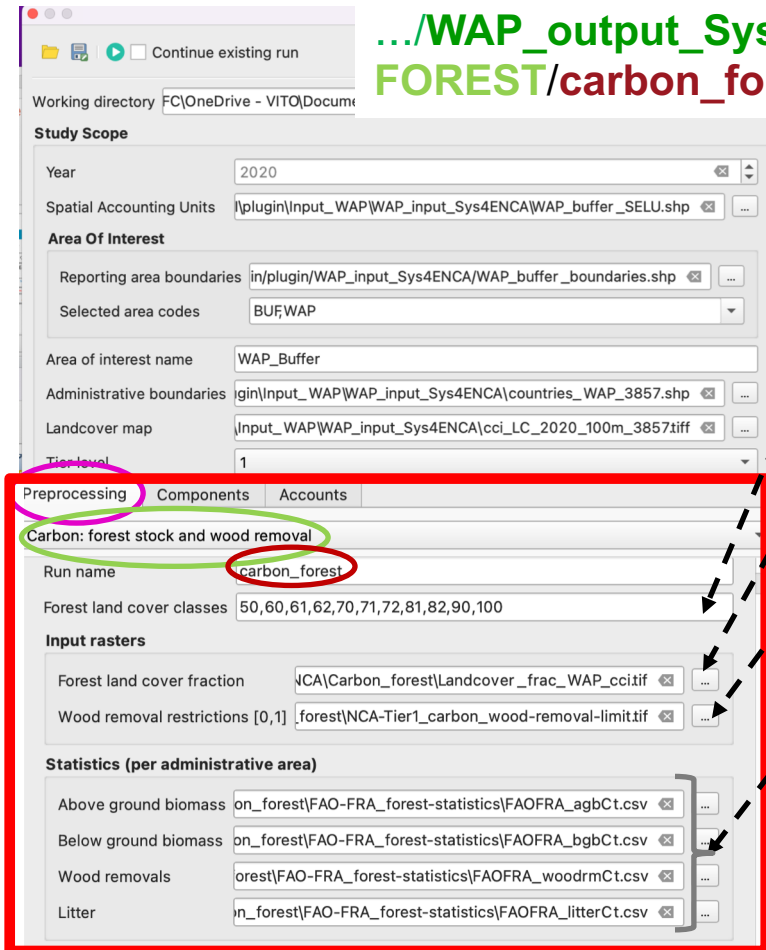 …/WAP_output_Sys
FOREST/carbon_fo
Continue existing run
Working directory FC\OneDrive - VITO\Docume
Study Scope
Year 2020
Spatial Accounting Units \plugin\Input_WAP\WAP_input_Sys4ENCA\WAP_buffer_SELU.shp ...
Area Of Interest
Reporting area boundaries in/plugin/WAP_input_Sys4ENCA/WAP_buffer_boundaries.shp ...
Selected area codes BUF,WAP
Area of interest name WAP_Buffer
Administrative boundaries gin\Input_WAP\WAP_input_Sys4ENCA\countries_WAP_3857.shp ...
Landcover map \Input_WAP\WAP_input_Sys4ENCA\cci_LC_2020_100m_3857.tiff ...
Tier level 1
Preprocessing Components Accounts
Carbon: forest stock and wood removal
Run name carbon_forest
Forest land cover classes 50,60,61,62,70,71,72,81,82,90,100
Input rasters
Forest land cover fraction NCA\Carbon_forest\Landcover_frac_WAP_cci.tif ...
Wood removal restrictions [0,1] _forest\NCA-Tier1_carbon_wood-removal-limit.tif ...
Statistics (per administrative area)
Above ground biomass on_forest\FAO-FRA_forest-statistics\FAOFRA_agbCt.csv ...
Below ground biomass on_forest\FAO-FRA_forest-statistics\FAOFRA_bgbCt.csv ...
Wood removals orest\FAO-FRA_forest-statistics\FAOFRA_woodrmCt.csv ...
Litter n_forest\FAO-FRA_forest-statistics\FAOFRA_litterCt.csv ...